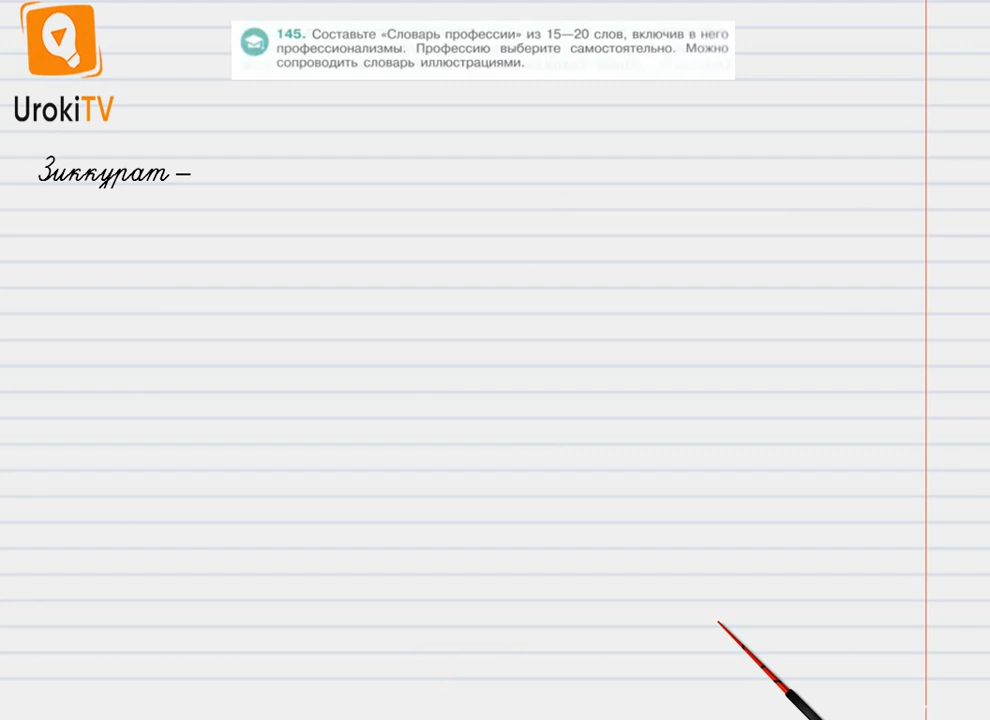 145. Составьте «Словарь профессии» из 15—20 слов, включив в него
профессионализмы. Профессию выберите самостоятельно. Можно
сопроводить словарь иллюстрациями.
UrokiTV
Зиккурат –